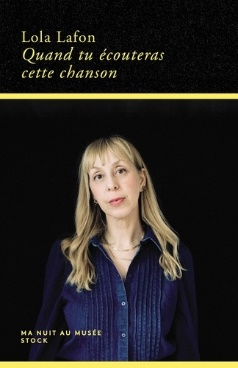 Lola Lafon
Quand tu écouteras
cette chanson
MA NUIT AU MUSÉE
STOCK